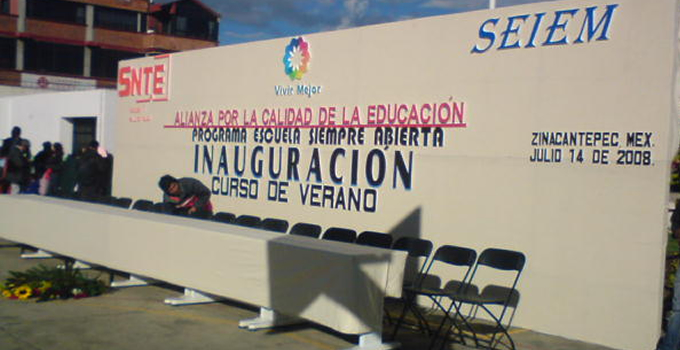 SNTE
Vivir Mejor
SEIEM
ALIANZA POR LA CALIDAD DE LA EDUCACIÓN
PROGRAMA ESCUELA SIEMPRE ABIERTA
INAUGURACIÓN
CURSO DE VERANO
ZINACANTEPEC, MEX.
JULIO 14 DE 2008.